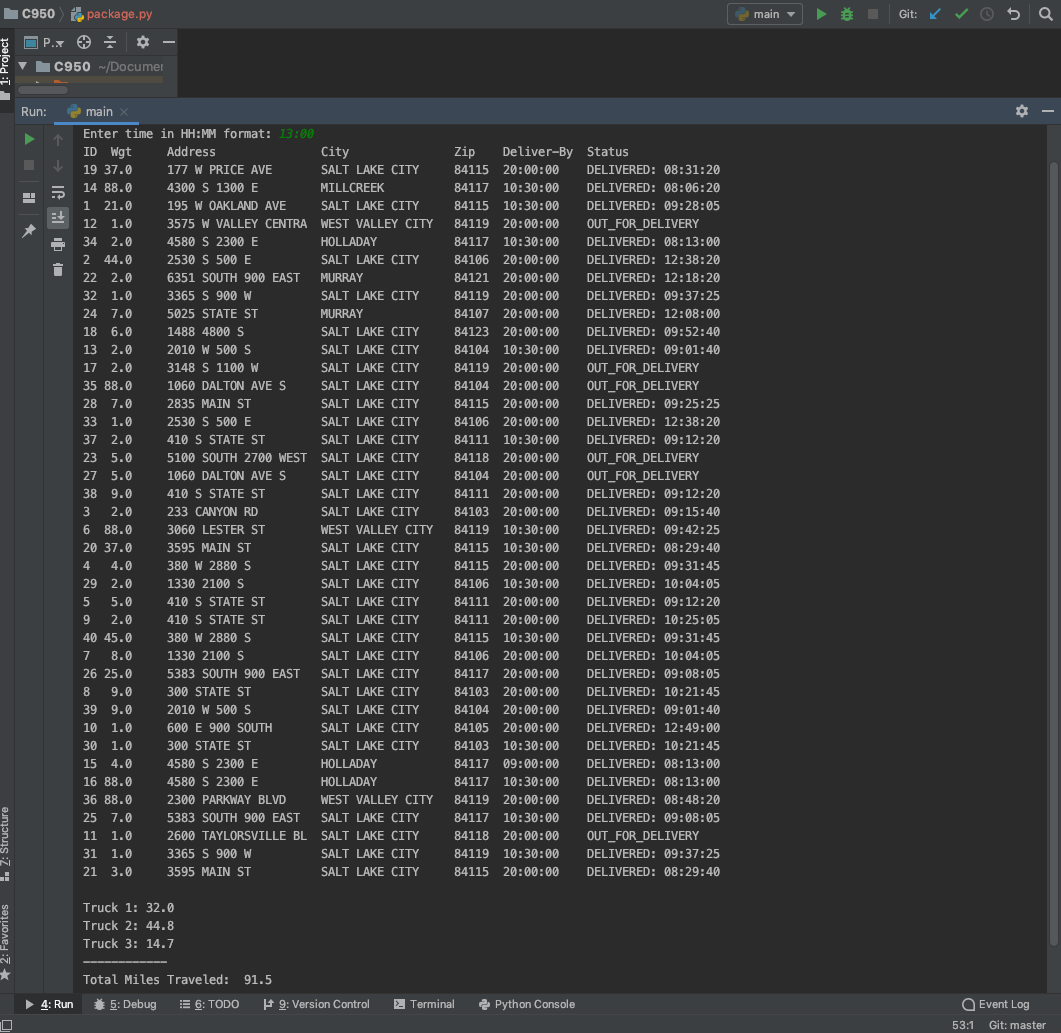 C950 package.py main Git:
1: Project P.. C950 ~/Documen
Run: main
Enter time in HH:MM format: 13:00
ID Wgt Address City Zip Deliver-By Status
19 37.0 177 W PRICE AVE SALT LAKE CITY 84115 20:00:00 DELIVERED: 08:31:20
14 88.0 4300 S 1300 E MILLCREEK 84117 10:30:00 DELIVERED: 08:06:20
1 21.0 195 W OAKLAND AVE SALT LAKE CITY 84115 10:30:00 DELIVERED: 09:28:05
12 1.0 3575 W VALLEY CENTRA WEST VALLEY CITY 84119 20:00:00 OUT_FOR_DELIVERY
34 2.0 4580 S 2300 E HOLLADAY 84117 10:30:00 DELIVERED: 08:13:00
2 44.0 2530 S 500 E SALT LAKE CITY 84106 20:00:00 DELIVERED: 12:38:20
22 2.0 6351 SOUTH 900 EAST MURRAY 84121 20:00:00 DELIVERED: 12:18:20
32 1.0 3365 S 900 W SALT LAKE CITY 84119 20:00:00 DELIVERED: 09:37:25
24 7.0 5025 STATE ST MURRAY 84107 20:00:00 DELIVERED: 12:08:00
18 6.0 1488 4800 S SALT LAKE CITY 84123 20:00:00 DELIVERED: 09:52:40
13 2.0 2010 W 500 S SALT LAKE CITY 84104 10:30:00 DELIVERED: 09:01:40
17 2.0 3148 S 1100 W SALT LAKE CITY 84119 20:00:00 OUT_FOR_DELIVERY
35 88.0 1060 DALTON AVE S SALT LAKE CITY 84104 20:00:00 OUT_FOR_DELIVERY
28 7.0 2835 MAIN ST SALT LAKE CITY 84115 20:00:00 DELIVERED: 09:25:25
33 1.0 2530 S 500 E SALT LAKE CITY 84106 20:00:00 DELIVERED: 12:38:20
37 2.0 410 S STATE ST SALT LAKE CITY 84111 10:30:00 DELIVERED: 09:12:20
23 5.0 5100 SOUTH 2700 WEST SALT LAKE CITY 84118 20:00:00 OUT_FOR_DELIVERY
27 5.0 1060 DALTON AVE S SALT LAKE CITY 84104 20:00:00 OUT_FOR_DELIVERY
38 9.0 410 S STATE ST SALT LAKE CITY 84111 20:00:00 DELIVERED: 09:12:20
3 2.0 233 CANYON RD SALT LAKE CITY 84103 20:00:00 DELIVERED: 09:15:40
6 88.0 3060 LESTER ST WEST VALLEY CITY 84119 10:30:00 DELIVERED: 09:42:25
20 37.0 3595 MAIN ST SALT LAKE CITY 84115 10:30:00 DELIVERED: 08:29:40
4 4.0 380 W 2880 S SALT LAKE CITY 84115 20:00:00 DELIVERED: 09:31:45
29 2.0 1330 2100 S SALT LAKE CITY 84106 10:30:00 DELIVERED: 10:04:05
5 5.0 410 S STATE ST SALT LAKE CITY 84111 20:00:00 DELIVERED: 09:12:20
9 2.0 410 S STATE ST SALT LAKE CITY 84111 20:00:00 DELIVERED: 10:25:05
40 45.0 380 W 2880 S SALT LAKE CITY 84115 10:30:00 DELIVERED: 09:31:45
7 8.0 1330 2100 S SALT LAKE CITY 84106 20:00:00 DELIVERED: 10:04:05
26 25.0 5383 SOUTH 900 EAST SALT LAKE CITY 84117 20:00:00 DELIVERED: 09:08:05
8 9.0 300 STATE ST SALT LAKE CITY 84103 20:00:00 DELIVERED: 10:21:45
39 9.0 2010 W 500 S SALT LAKE CITY 84104 20:00:00 DELIVERED: 09:01:40
10 1.0 600 E 900 SOUTH SALT LAKE CITY 84105 20:00:00 DELIVERED: 12:49:00
30 1.0 300 STATE ST SALT LAKE CITY 84103 10:30:00 DELIVERED: 10:21:45
15 4.0 4580 S 2300 E HOLLADAY 84117 09:00:00 DELIVERED: 08:13:00
16 88.0 4580 S 2300 E HOLLADAY 84117 10:30:00 DELIVERED: 08:13:00
36 88.0 2300 PARKWAY BLVD WEST VALLEY CITY 84119 20:00:00 DELIVERED: 08:48:20
25 7.0 5383 SOUTH 900 EAST SALT LAKE CITY 84117 10:30:00 DELIVERED: 09:08:05
11 1.0 2600 TAYLORSVILLE BL SALT LAKE CITY 84118 20:00:00 OUT_FOR_DELIVERY
31 1.0 3365 S 900 W SALT LAKE CITY 84119 10:30:00 DELIVERED: 09:37:25
21 3.0 3595 MAIN ST SALT LAKE CITY 84115 20:00:00 DELIVERED: 08:29:40
Truck 1: 32.0
Truck 2: 44.8
Truck 3: 14.7
------------
Total Miles Traveled: 91.5
7: Structure
2: Favorites
4: Run 5: Debug 6: TODO 9: Version Control Terminal Python Console Event Log
53:1 Git: master